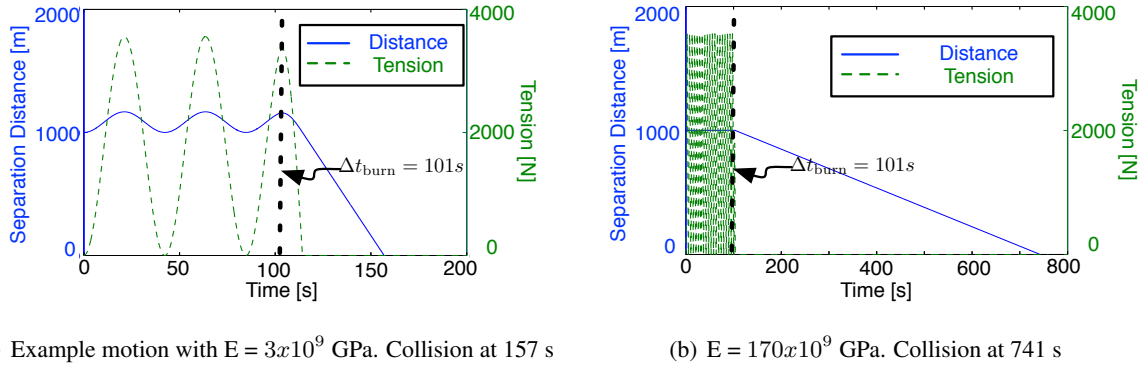 2000
1000
0
Separation Distance [m]
Distance
Tension
Δt_burn = 101s
4000
2000
0
Tension [N]
0 50 100 150 200
Time [s]
) Example motion with E = 3x10^9 GPa. Collision at 157 s
2000
1000
0
Separation Distance [m]
Distance
Tension
Δt_burn = 101s
4000
2000
0
Tension [N]
0 200 400 600 800
Time [s]
(b) E = 170x10^9 GPa. Collision at 741 s